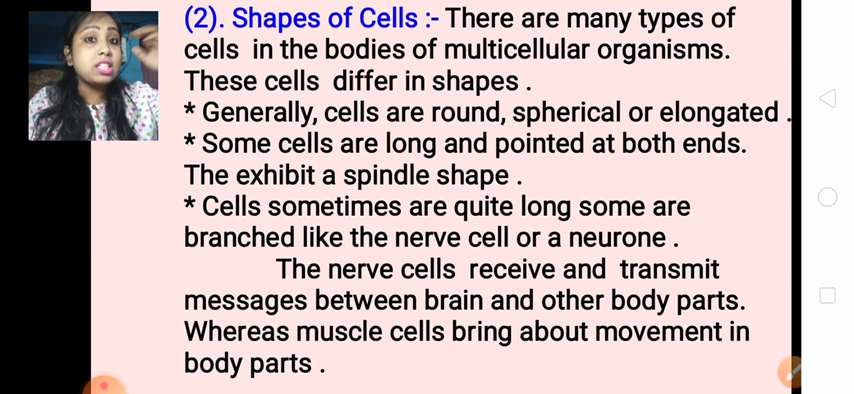 (2). Shapes of Cells :- There are many types of
cells in the bodies of multicellular organisms.
These cells differ in shapes .
* Generally, cells are round, spherical or elongated .
* Some cells are long and pointed at both ends.
The exhibit a spindle shape .
* Cells sometimes are quite long some are
branched like the nerve cell or a neurone .
The nerve cells receive and transmit
messages between brain and other body parts.
Whereas muscle cells bring about movement in
body parts .